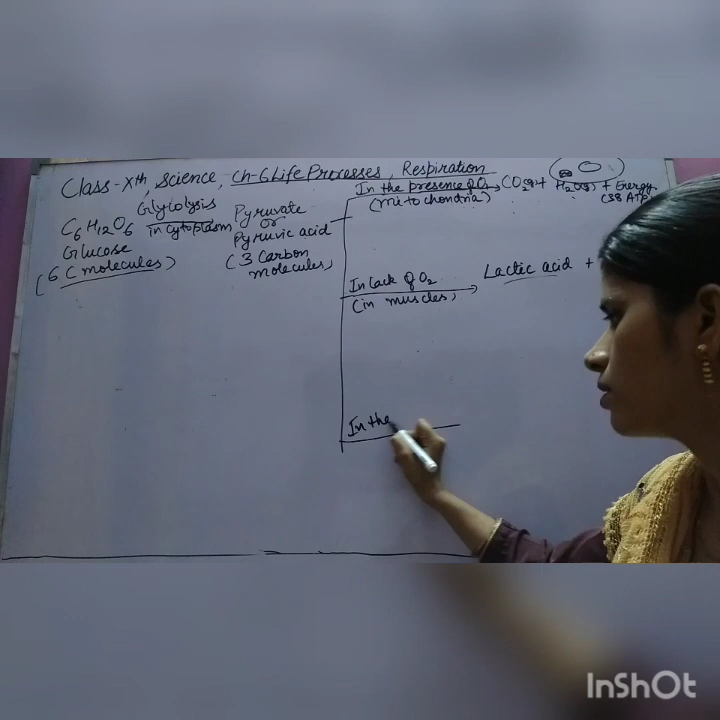 Class-Xth, Science, Ch-6 Life Processes, Respiration
Glycolysis
C6H12O6 in cytoplasm
Glucose
(6 C molecules)
Pyruvate
or
Pyruvic acid
(3 Carbon
molecules)
In the presence of O2 CO2(g) + H2O(g) + Energy
(mitochondria) (38 ATP)
In Lack of O2 Lactic acid +
(in muscles)
In the
InShOt